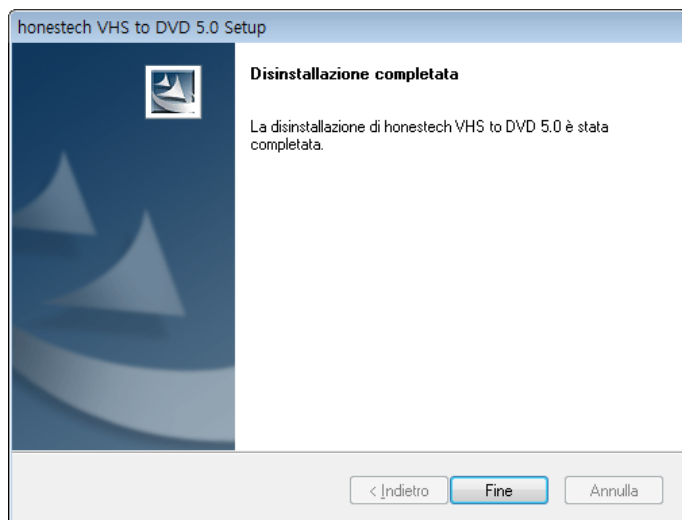 honestech VHS to DVD 5.0 Setup
Disinstallazione completata
La disinstallazione di honestech VHS to DVD 5.0 è stata
completata.
< Indietro
Fine
Annulla